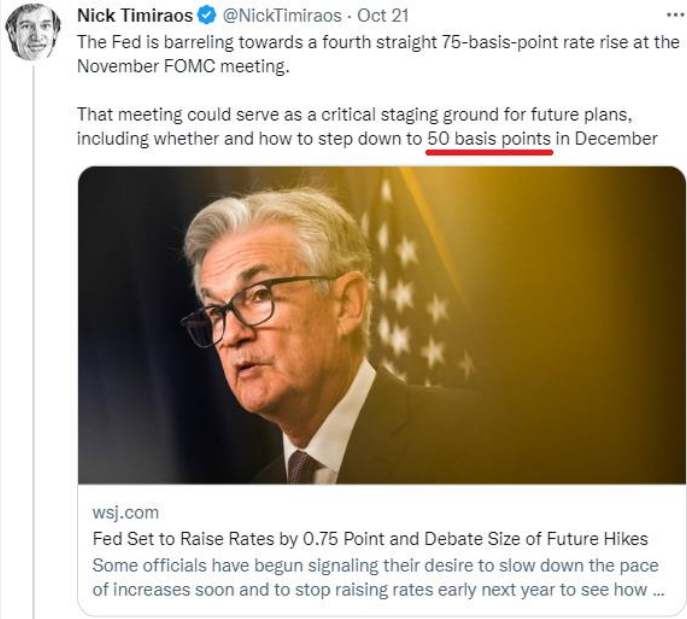 Nick Timiraos @NickTimiraos · Oct 21
The Fed is barreling towards a fourth straight 75-basis-point rate rise at the
November FOMC meeting.
That meeting could serve as a critical staging ground for future plans,
including whether and how to step down to 50 basis points in December
wsj.com
Fed Set to Raise Rates by 0.75 Point and Debate Size of Future Hikes
Some officials have begun signaling their desire to slow down the pace
of increases soon and to stop raising rates early next year to see how ...